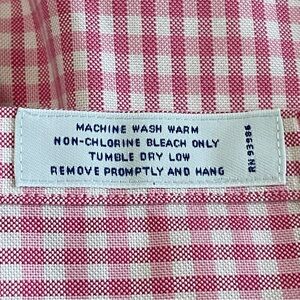 MACHINE WASH WARM
NON-CHLORINE BLEACH ONLY
TUMBLE DRY LOW
REMOVE PROMPTLY AND HANG
RN 93986